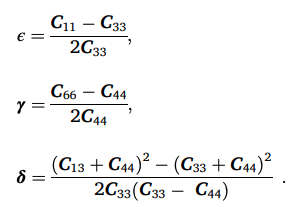 ϵ = (C₁₁ − C₃₃) / 2C₃₃,
γ = (C₆₆ − C₄₄) / 2C₄₄,
δ = ((C₁₃ + C₄₄)² − (C₃₃ + C₄₄)²) / 2C₃₃(C₃₃ − C₄₄) .